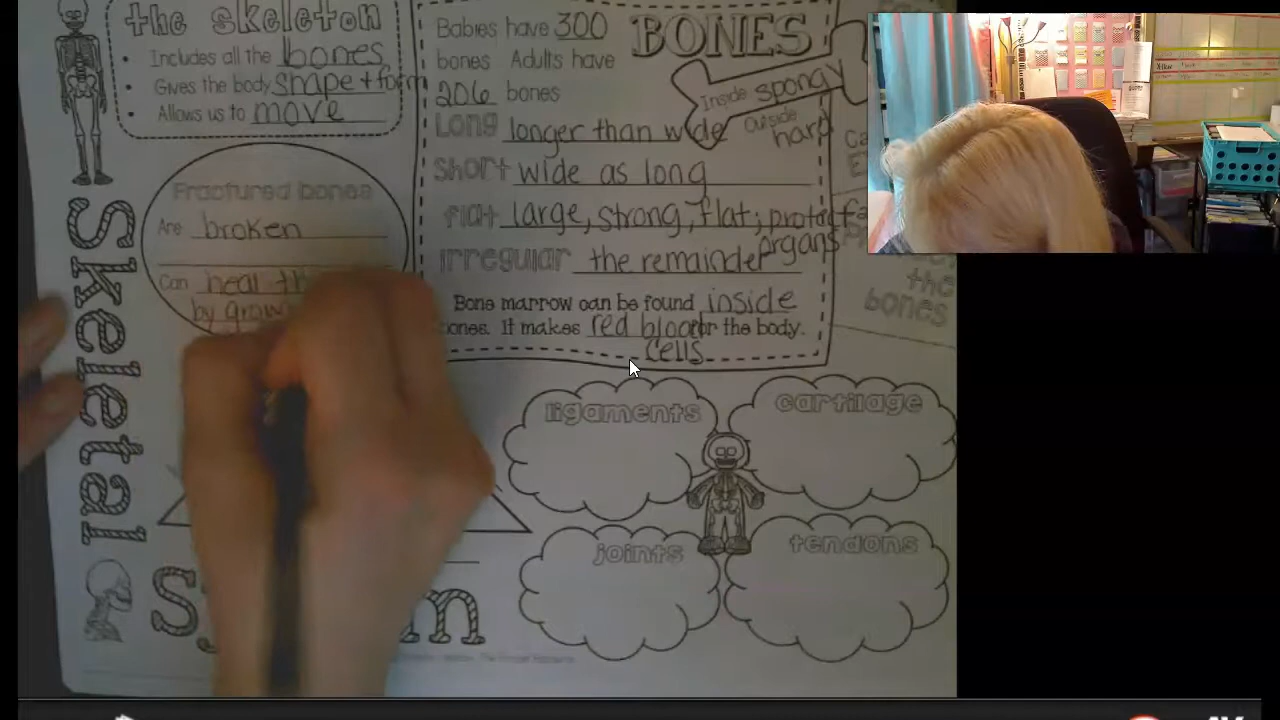 the skeleton
• Includes all the bones
• Gives the body shape + form
• Allows us to move
Fractured bones
Are broken
Can heal
by
Skeletal
Babies have 300
bones Adults have
206 bones
BONES
Inside spongy
Outside hard
Long longer than wide
short wide as long
flat large, strong, flat; protect
organs
irregular the remainder
Bone marrow can be found inside
bones. It makes red blood for the body.
cells
the
bones
ligaments
cartilage
joints
tendons